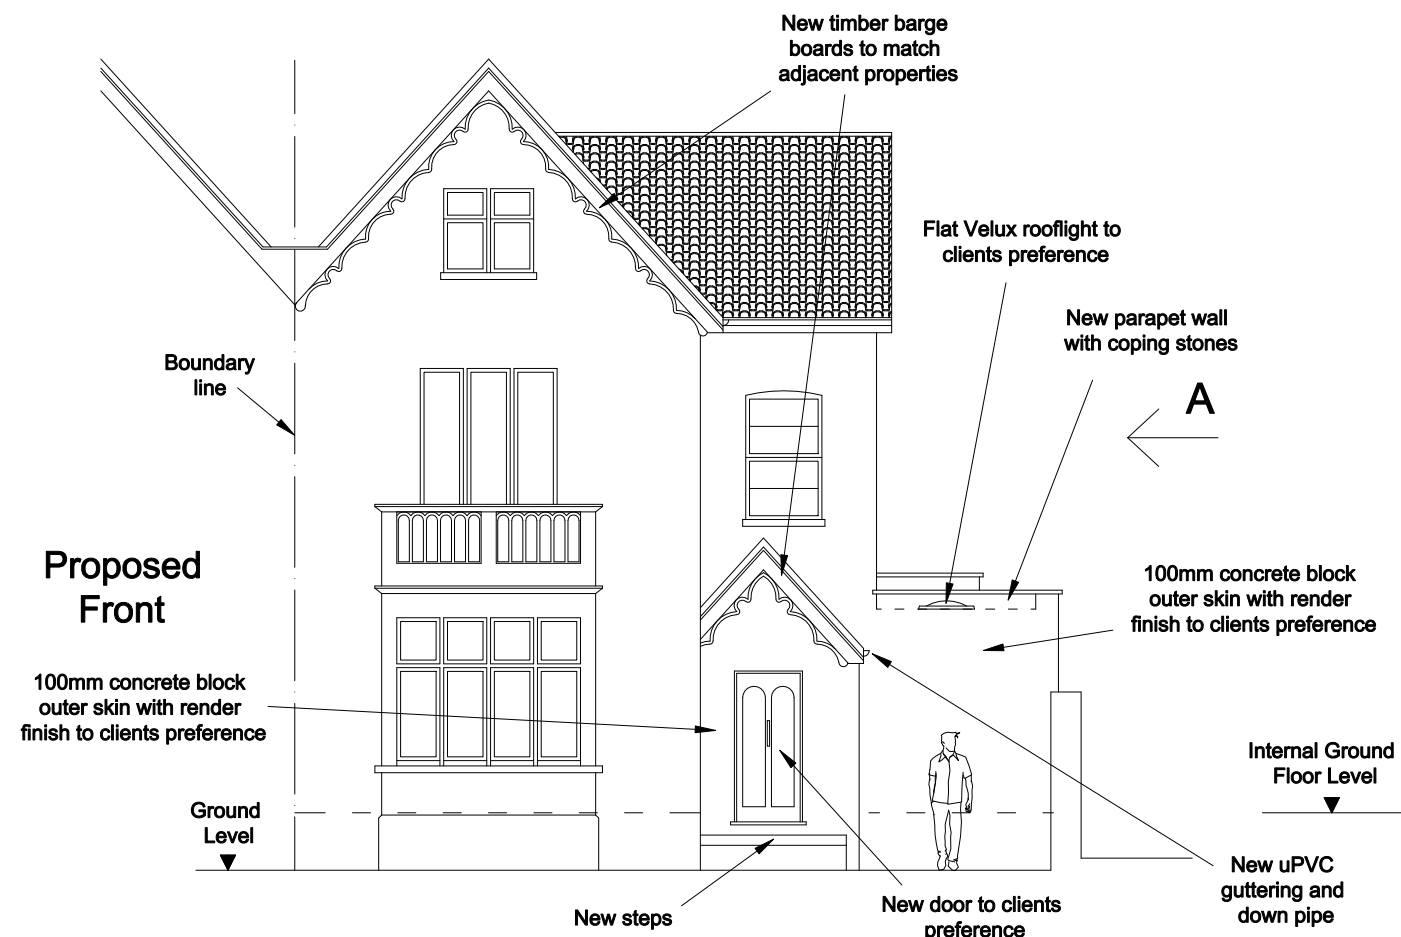 New timber barge
boards to match
adjacent properties
Flat Velux rooflight to
clients preference
New parapet wall
with coping stones
Boundary
line
A
Proposed
Front
100mm concrete block
outer skin with render
finish to clients preference
100mm concrete block
outer skin with render
finish to clients preference
Internal Ground
Floor Level
Ground
Level
New uPVC
guttering and
down pipe
New steps
New door to clients
preference